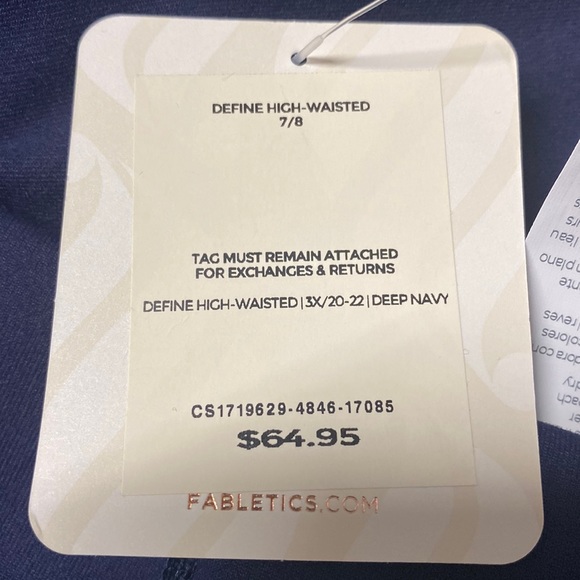 DEFINE HIGH-WAISTED
7/8
TAG MUST REMAIN ATTACHED
FOR EXCHANGES & RETURNS
DEFINE HIGH-WAISTED | 3X/20-22 | DEEP NAVY
CS1719629-4846-17085
$64.95
FABLETICS.COM